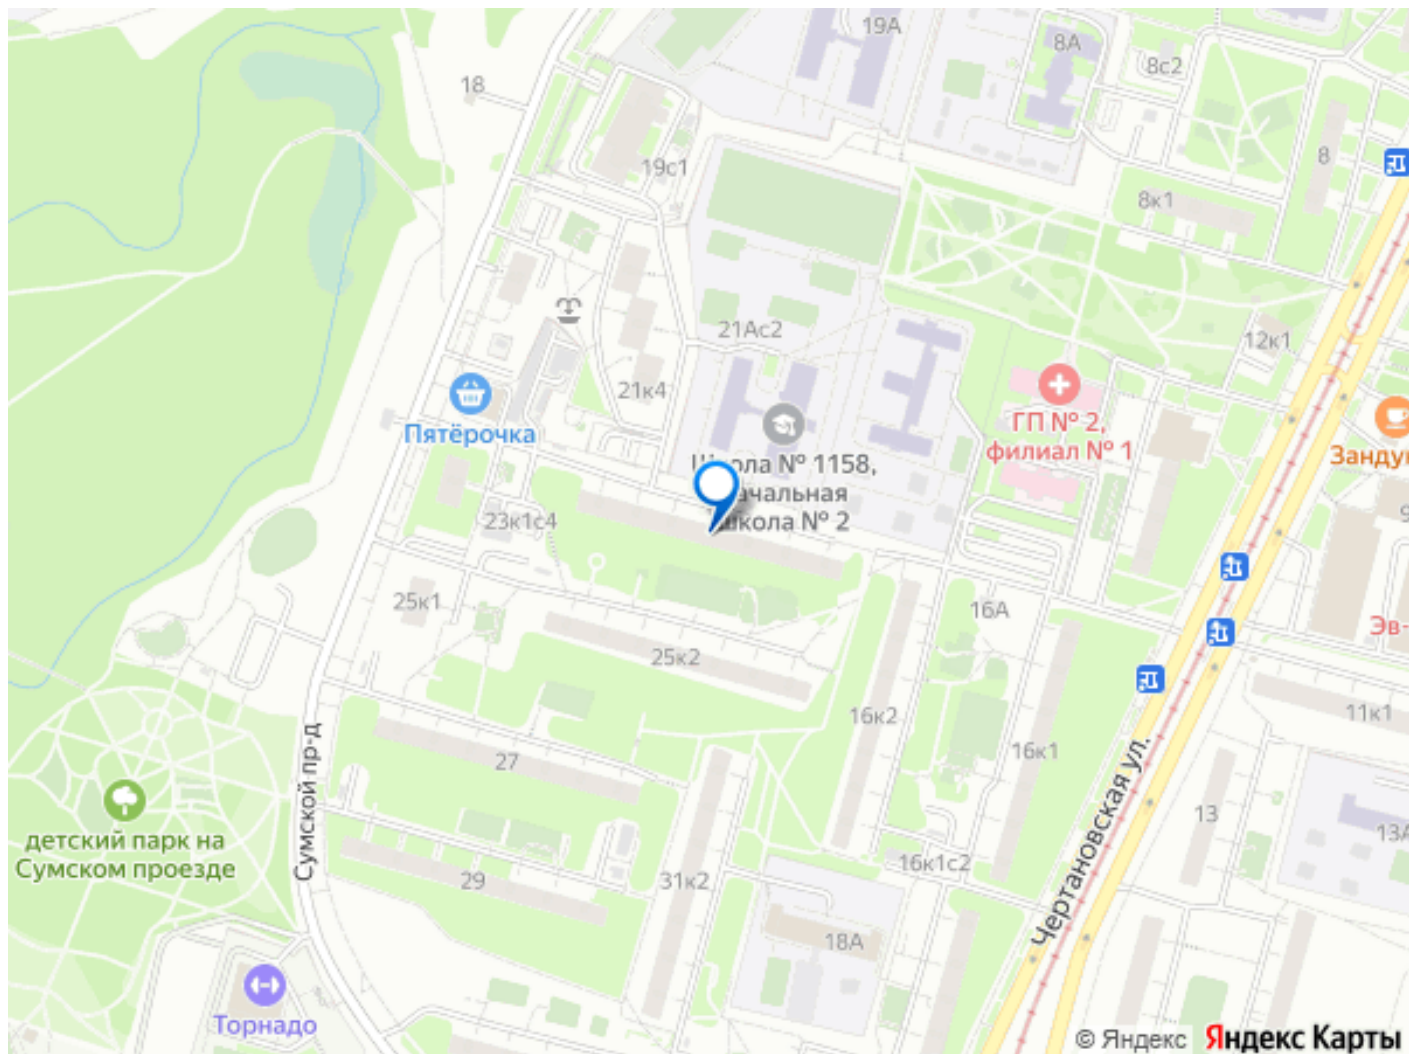 19А
8А
8с2
18
8
19с1
8к1
21Ас2
12к1
21к4
ГП № 2,
филиал № 1
Пятёрочка
Школа № 1158,
начальная
школа № 2
23к1с4
9
25к1
16А
Эв-
25к2
16к2
11к1
16к1
27
Сумской пр-д
Чертановская ул.
13
13А
детский парк на
Сумском проезде
29
31к2
16к1с2
18А
Торнадо
© Яндекс Яндекс Карты